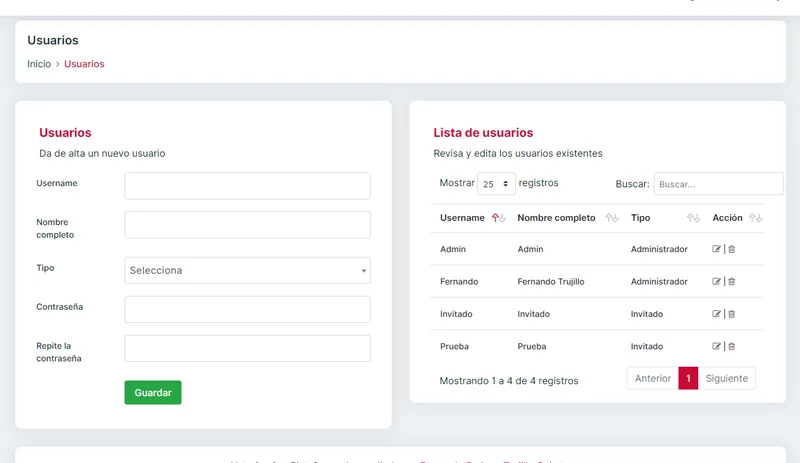 Usuarios
Inicio > Usuarios
Usuarios
Da de alta un nuevo usuario
Username
Nombre
completo
Tipo
Selecciona
Contraseña
Repite la
contraseña
Guardar
Lista de usuarios
Revisa y edita los usuarios existentes
Mostrar 25 registros Buscar: Buscar...
Username Nombre completo Tipo Acción
Admin Admin Administrador |
Fernando Fernando Trujillo Administrador |
Invitado Invitado Invitado |
Prueba Prueba Invitado |
Mostrando 1 a 4 de 4 registros Anterior 1 Siguiente